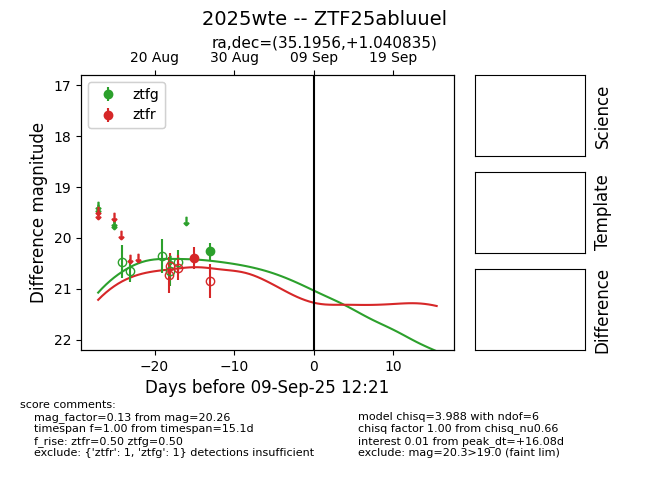 2025wte -- ZTF25abluuel
ra,dec=(35.1956,+1.040835)
20 Aug 30 Aug 09 Sep 19 Sep
ztfg
ztfr
17
18
19
20
21
22
Difference magnitude
−20 −10 0 10
Days before 09-Sep-25 12:21
Science
Template
Difference
score comments:
mag_factor=0.13 from mag=20.26
timespan f=1.00 from timespan=15.1d
f_rise: ztfr=0.50 ztfg=0.50
exclude: {'ztfr': 1, 'ztfg': 1} detections insufficient
model chisq=3.988 with ndof=6
chisq factor 1.00 from chisq_nu0.66
interest 0.01 from peak_dt=+16.08d
exclude: mag=20.3>19.0 (faint lim)